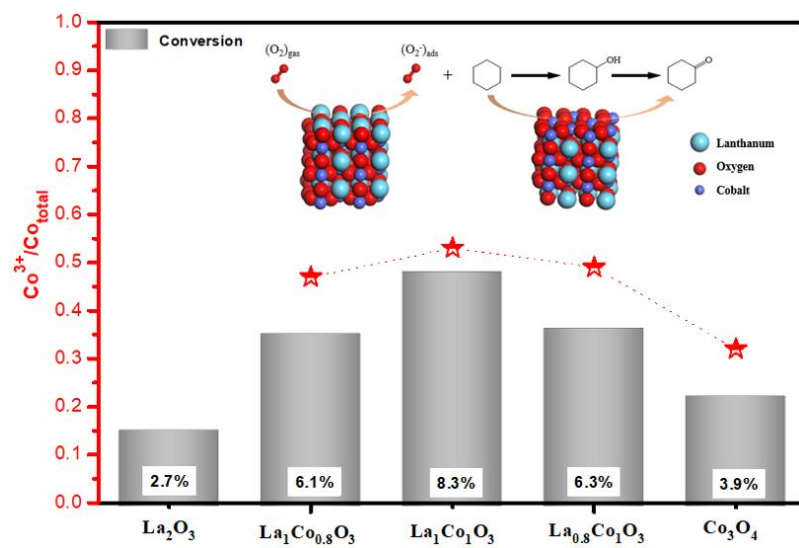 1.0
0.9
0.8
0.7
0.6
0.5
0.4
0.3
0.2
0.1
0.0
Co³⁺/Co_total
Conversion
(O₂)gas
(O₂⁻)ads
+
OH
O
Lanthanum
Oxygen
Cobalt
2.7%
6.1%
8.3%
6.3%
3.9%
La₂O₃
La₁Co₀.₈O₃
La₁Co₁O₃
La₀.₈Co₁O₃
Co₃O₄